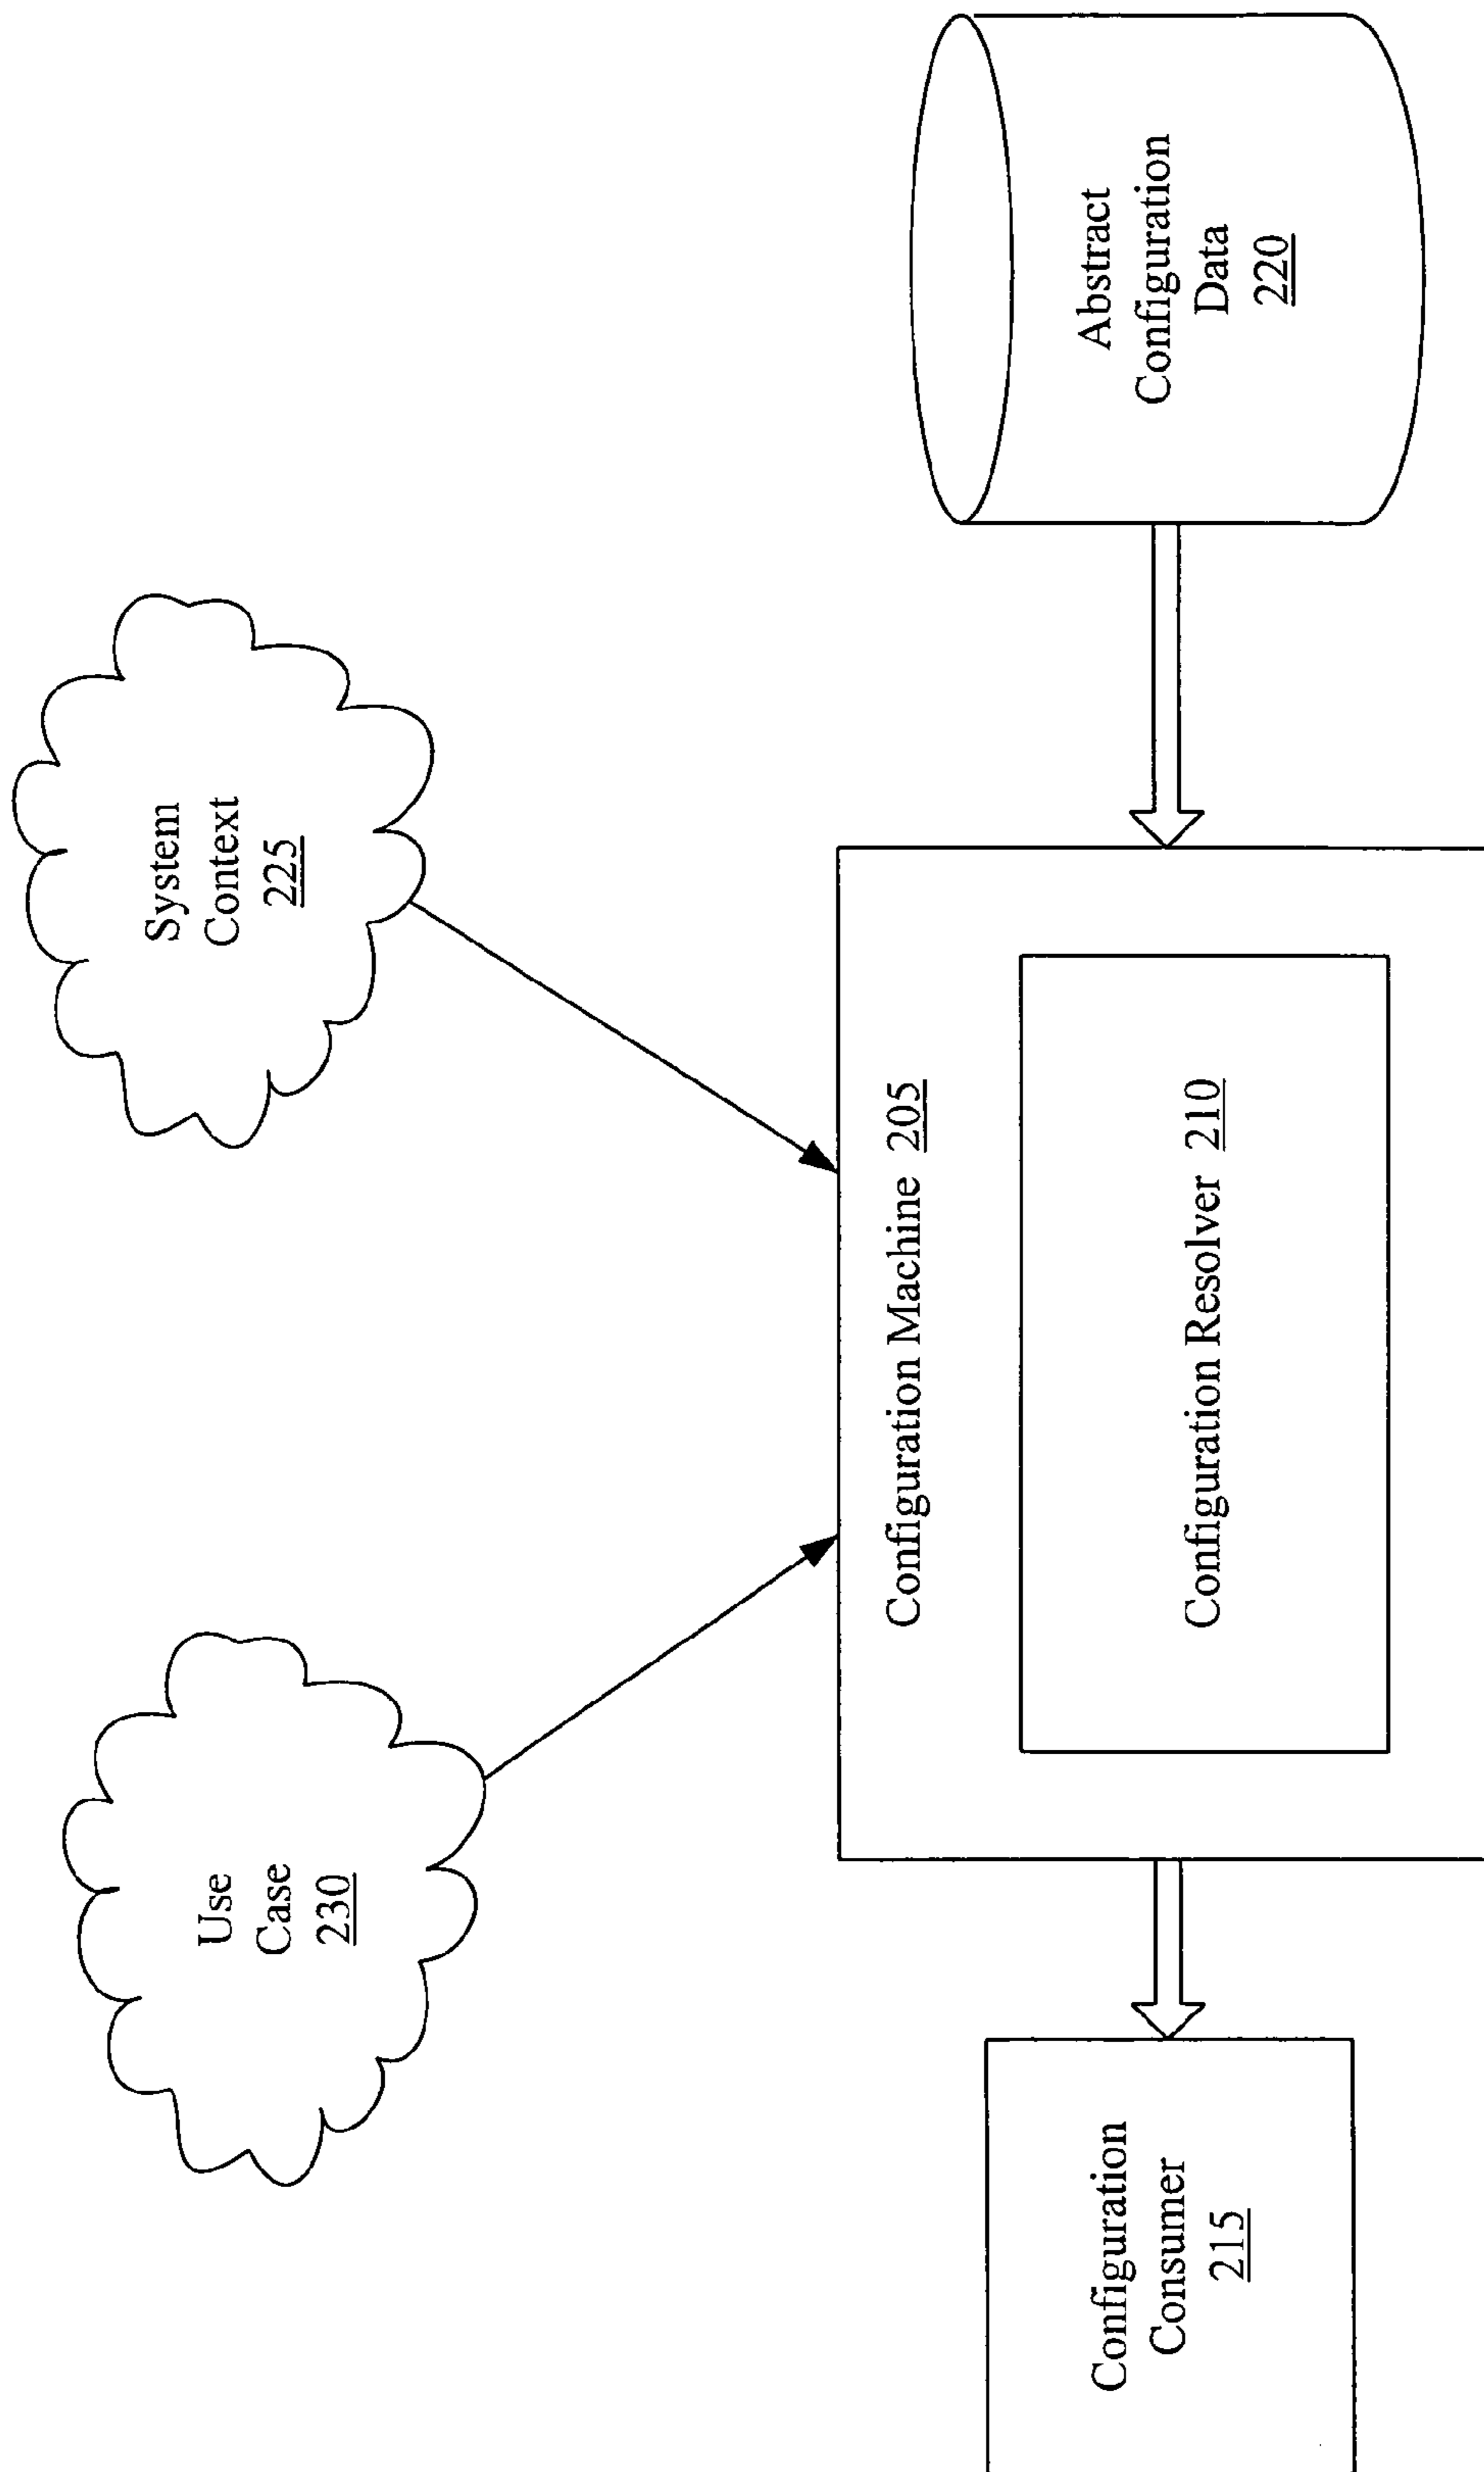 Use
Case
230
System
Context
225
Configuration Machine 205
Configuration Resolver 210
Configuration
Consumer
215
Abstract
Configuration
Data
220